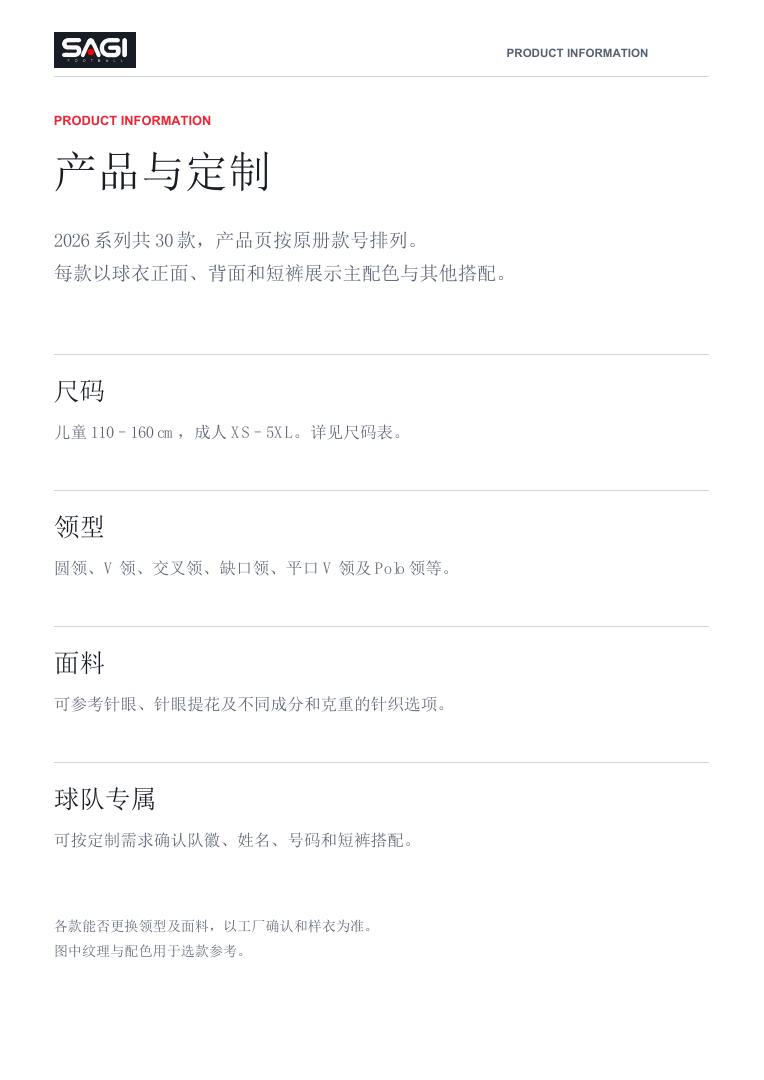 SAGI
FOOTBALL
PRODUCT INFORMATION
PRODUCT INFORMATION
产品与定制
2026 系列共 30 款，产品页按原册款号排列。
每款以球衣正面、背面和短裤展示主配色与其他搭配。
尺码
儿童 110–160 cm ，成人 XS–5XL。详见尺码表。
领型
圆领、V 领、交叉领、缺口领、平口 V 领及 Polo 领等。
面料
可参考针眼、针眼提花及不同成分和克重的针织选项。
球队专属
可按定制需求确认队徽、姓名、号码和短裤搭配。
各款能否更换领型及面料，以工厂确认和样衣为准。
图中纹理与配色用于选款参考。